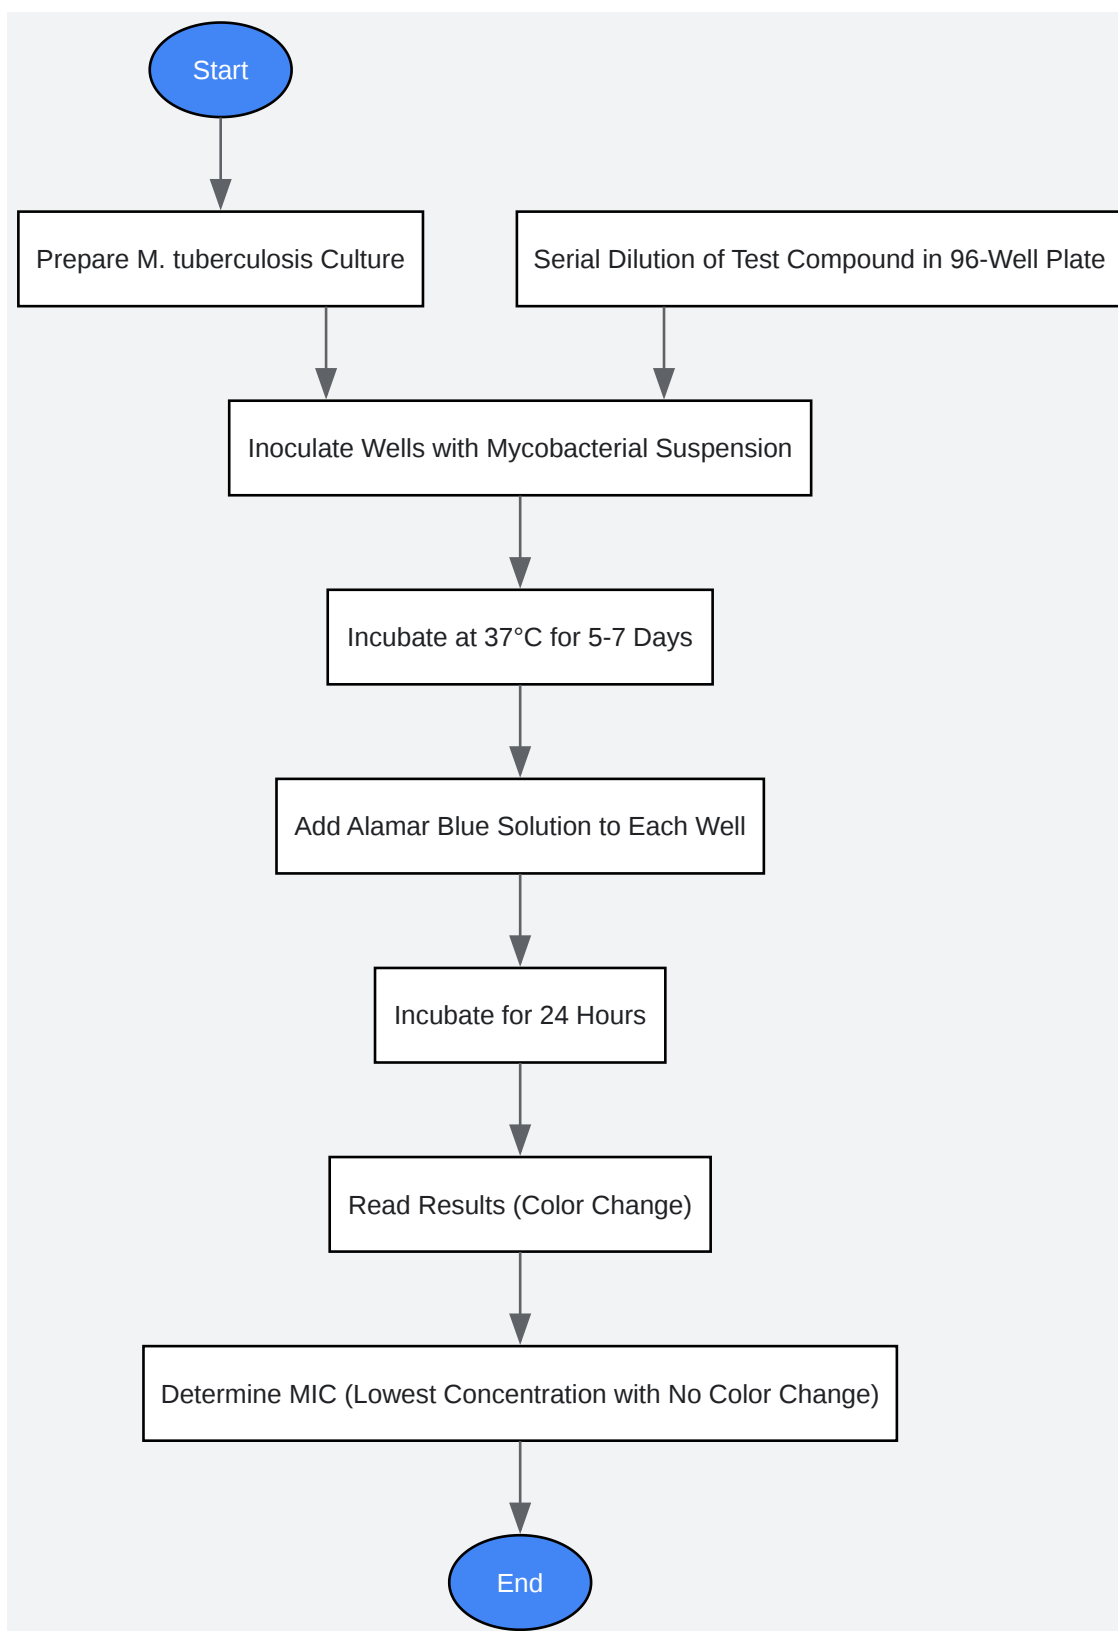 Start
Prepare M. tuberculosis Culture
Serial Dilution of Test Compound in 96-Well Plate
Inoculate Wells with Mycobacterial Suspension
Incubate at 37°C for 5-7 Days
Add Alamar Blue Solution to Each Well
Incubate for 24 Hours
Read Results (Color Change)
Determine MIC (Lowest Concentration with No Color Change)
End